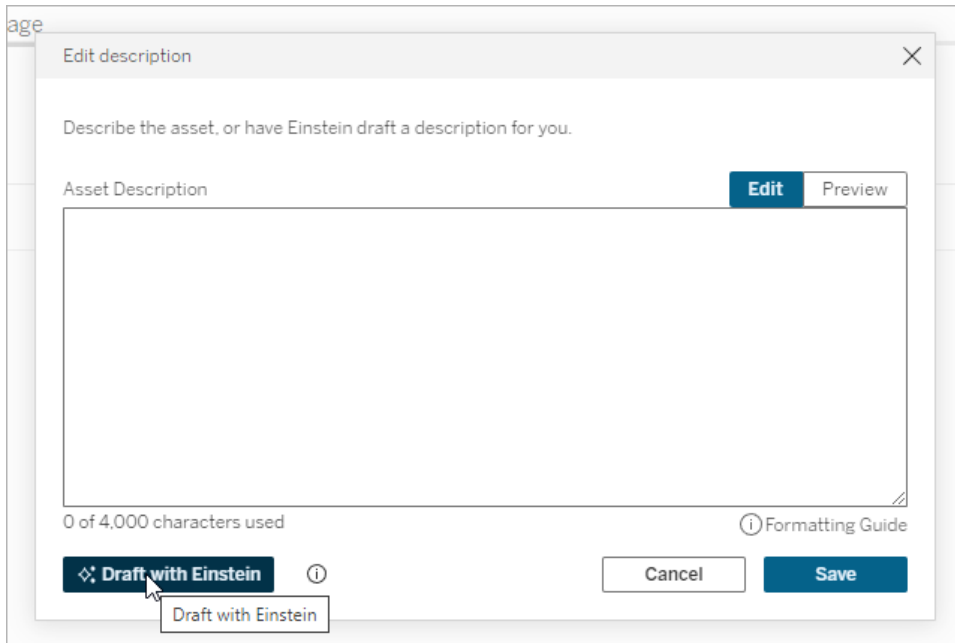 age
Edit description
Describe the asset, or have Einstein draft a description for you.
Asset Description
Edit
Preview
0 of 4,000 characters used
Formatting Guide
Draft with Einstein
Cancel
Save
Draft with Einstein